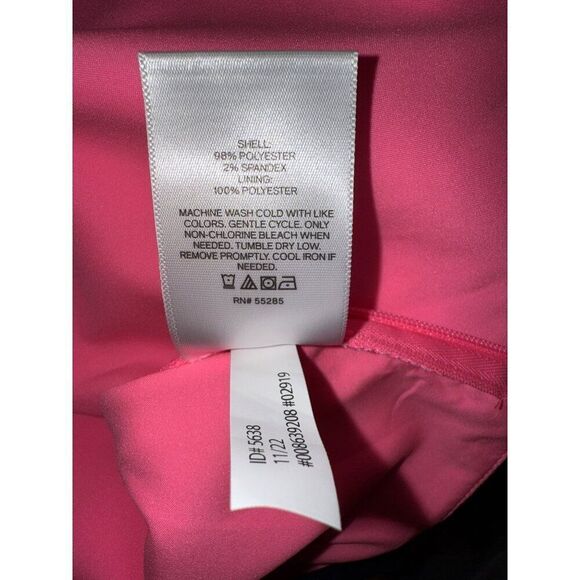 SHELL:
98% POLYESTER
2% SPANDEX
LINING:
100% POLYESTER
MACHINE WASH COLD WITH LIKE
COLORS. GENTLE CYCLE. ONLY
NON-CHLORINE BLEACH WHEN
NEEDED. TUMBLE DRY LOW.
REMOVE PROMPTLY. COOL IRON IF
NEEDED.
RN# 55285
ID# 5638
11/22
#008639208 #02919